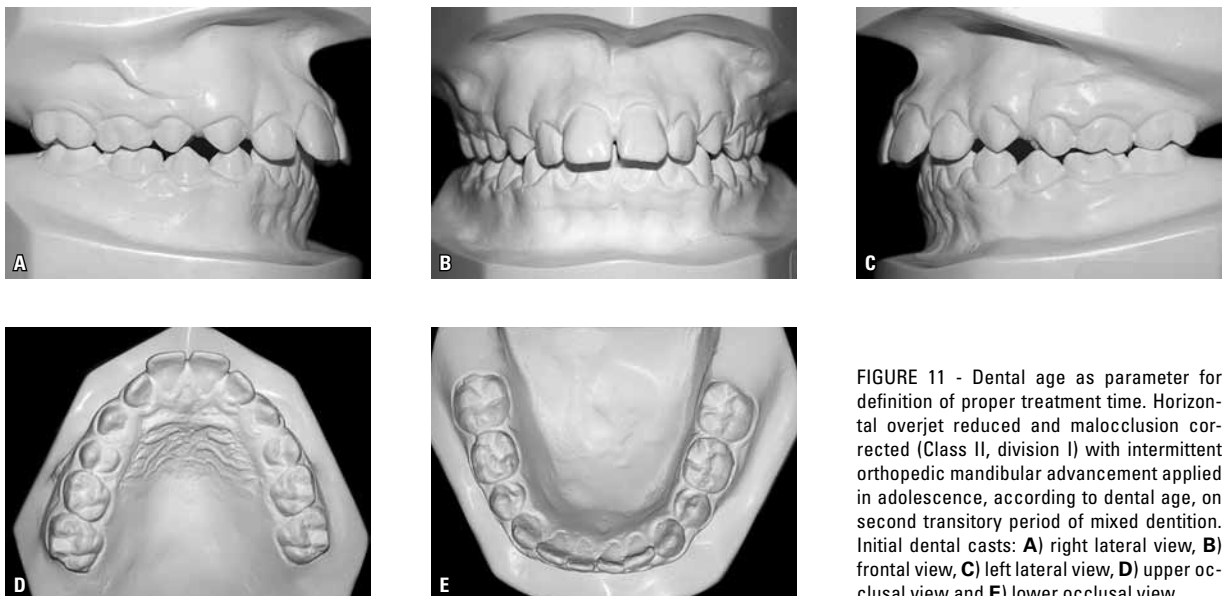 A
B
C
D
E
FIGURE 11 - Dental age as parameter for
definition of proper treatment time. Horizon-
tal overjet reduced and malocclusion cor-
rected (Class II, division I) with intermittent
orthopedic mandibular advancement applied
in adolescence, according to dental age, on
second transitory period of mixed dentition.
Initial dental casts: A) right lateral view, B)
frontal view, C) left lateral view, D) upper oc-
clusal view and E) lower occlusal view